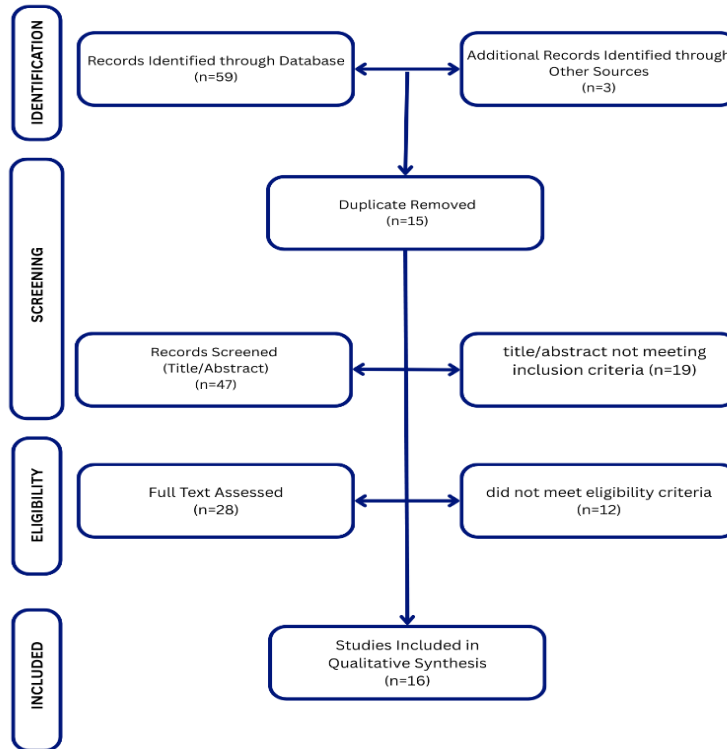 IDENTIFICATION
Records Identified through Database
(n=59)
Additional Records Identified through
Other Sources
(n=3)
SCREENING
Duplicate Removed
(n=15)
Records Screened
(Title/Abstract)
(n=47)
title/abstract not meeting
inclusion criteria (n=19)
ELIGIBILITY
Full Text Assessed
(n=28)
did not meet eligibility criteria
(n=12)
INCLUDED
Studies Included in
Qualitative Synthesis
(n=16)